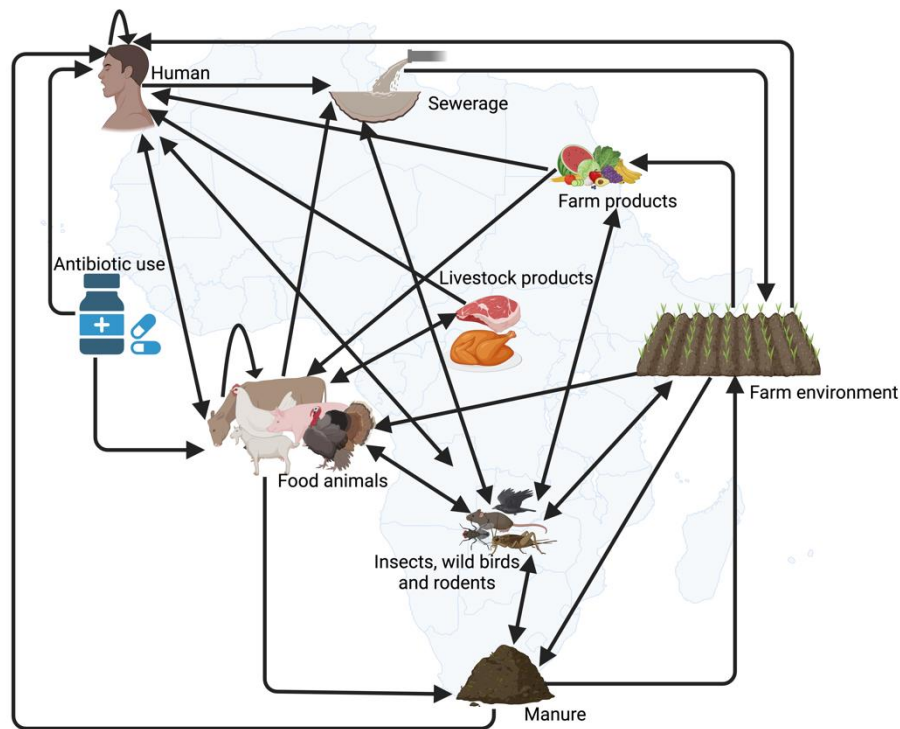 Human
Sewerage
Farm products
Antibiotic use
Livestock products
Farm environment
Food animals
Insects, wild birds
and rodents
Manure